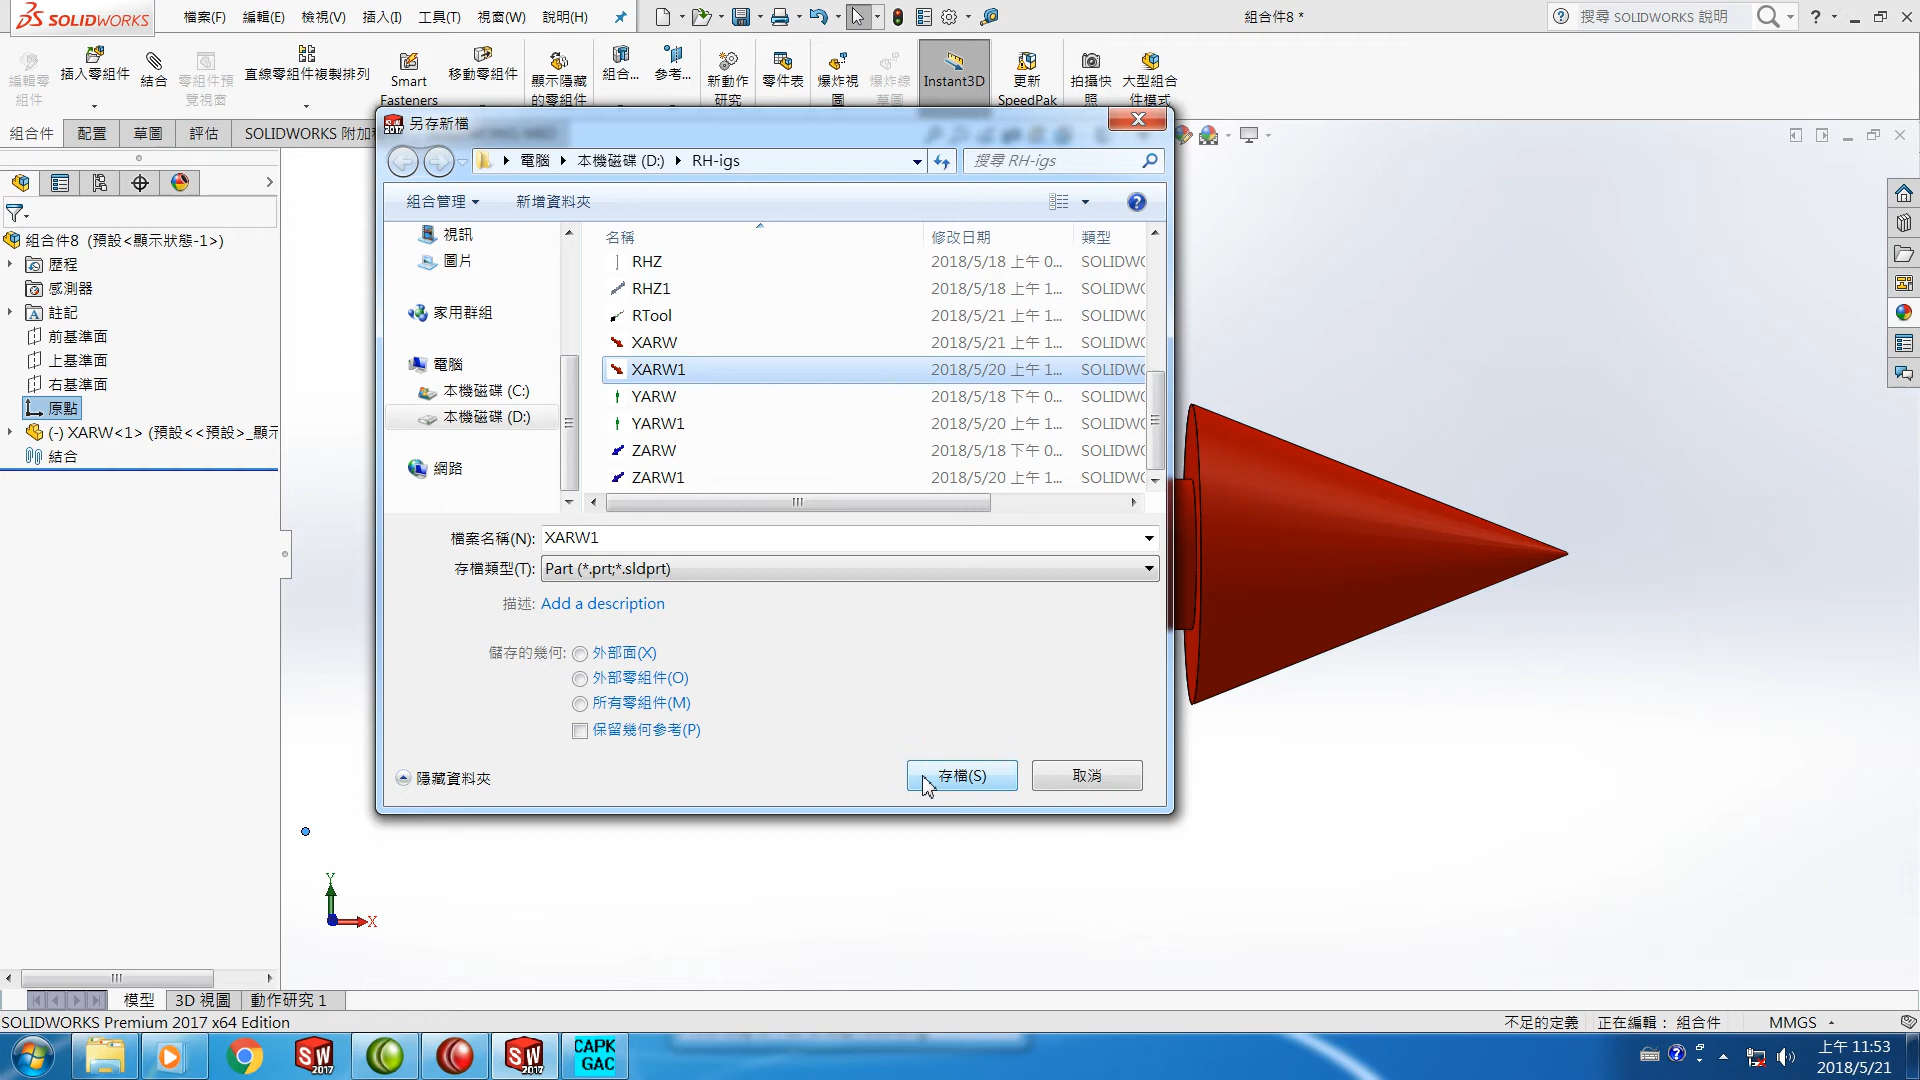 SOLIDWORKS
檔案(F) 編輯(E) 檢視(V) 插入(I) 工具(T) 視窗(W) 說明(H)
組合件8 *
搜尋 SOLIDWORKS 說明
編輯零組件
插入零組件
結合
零組件預覽視窗
直線零組件複製排列
Smart Fasteners
移動零組件
顯示隱藏的零組件
組合...
參考...
新動作研究
零件表
爆炸視圖
爆炸線草圖
Instant3D
更新 SpeedPak
拍攝快照
大型組合件模式
組合件 配置 草圖 評估 SOLIDWORKS 附加
組合件8 (預設<顯示狀態-1>)
歷程
感測器
註記
前基準面
上基準面
右基準面
原點
(-) XARW<1> (預設<<預設>_顯示
結合
另存新檔
電腦 本機磁碟 (D:) RH-igs
搜尋 RH-igs
組合管理 新增資料夾
視訊
圖片
家用群組
電腦
本機磁碟 (C:)
本機磁碟 (D:)
網路
名稱 修改日期 類型
RHZ 2018/5/18 上午 0... SOLIDWC
RHZ1 2018/5/18 上午 1... SOLIDWC
RTool 2018/5/21 上午 1... SOLIDWC
XARW 2018/5/21 上午 1... SOLIDWC
XARW1 2018/5/20 上午 1... SOLIDWC
YARW 2018/5/18 下午 0... SOLIDWC
YARW1 2018/5/20 上午 1... SOLIDWC
ZARW 2018/5/18 下午 0... SOLIDWC
ZARW1 2018/5/20 上午 1... SOLIDWC
檔案名稱(N): XARW1
存檔類型(T): Part (*.prt;*.sldprt)
描述: Add a description
儲存的幾何: 外部面(X)
外部零組件(O)
所有零組件(M)
保留幾何參考(P)
隱藏資料夾
存檔(S) 取消
Y
X
模型 3D 視圖 動作研究 1
SOLIDWORKS Premium 2017 x64 Edition
不足的定義 正在編輯： 組合件 MMGS
SW 2017
SW 2017
CAPK
GAC
上午 11:53
2018/5/21